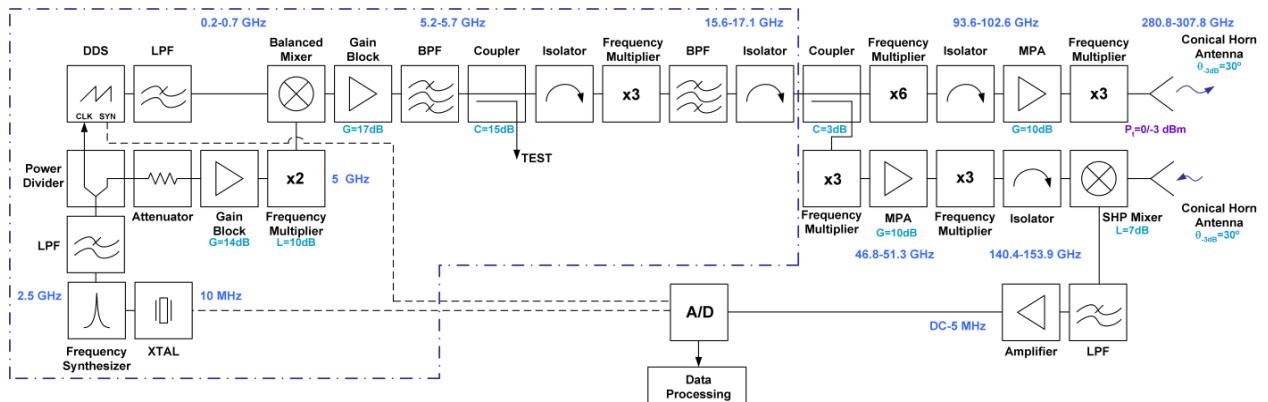 0.2-0.7 GHz
5.2-5.7 GHz
15.6-17.1 GHz
93.6-102.6 GHz
280.8-307.8 GHz
DDS
LPF
Balanced
Mixer
Gain
Block
BPF
Coupler
Isolator
Frequency
Multiplier
BPF
Isolator
Coupler
Frequency
Multiplier
Isolator
MPA
Frequency
Multiplier
Conical Horn
Antenna
θ-3dB=30º
CLK SYN
x3
x6
x3
G=17dB
C=15dB
C=3dB
G=10dB
Pt=0/-3 dBm
TEST
Power
Divider
Attenuator
Gain
Block
G=14dB
x2
Frequency
Multiplier
L=10dB
5 GHz
x3
Frequency
Multiplier
MPA
G=10dB
x3
Frequency
Multiplier
Isolator
SHP Mixer
L=7dB
Conical Horn
Antenna
θ-3dB=30º
LPF
46.8-51.3 GHz
140.4-153.9 GHz
2.5 GHz
10 MHz
Frequency
Synthesizer
XTAL
A/D
DC-5 MHz
Amplifier
LPF
Data
Processing